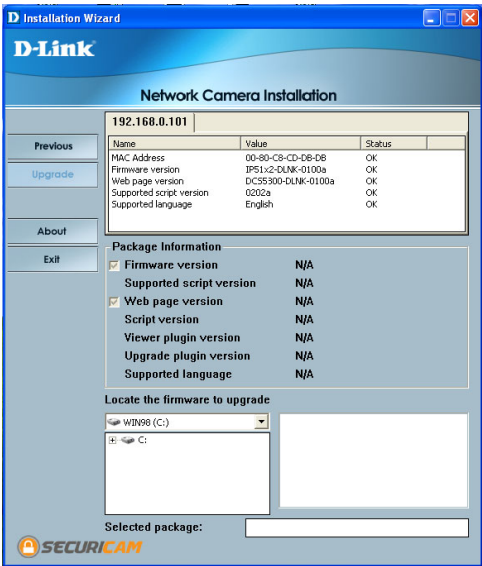 D Installation Wizard
D-Link
Network Camera Installation
192.168.0.101
Previous
Upgrade
About
Exit
Name Value Status
MAC Address 00-80-C8-CD-DB-DB OK
Firmware version IP51x2-DLNK-0100a OK
Web page version DCS5300-DLNK-0100a OK
Supported script version 0202a OK
Supported language English OK
Package Information
Firmware version N/A
Supported script version N/A
Web page version N/A
Script version N/A
Viewer plugin version N/A
Upgrade plugin version N/A
Supported language N/A
Locate the firmware to upgrade
WIN98 (C:)
C:
Selected package:
SECURICAM